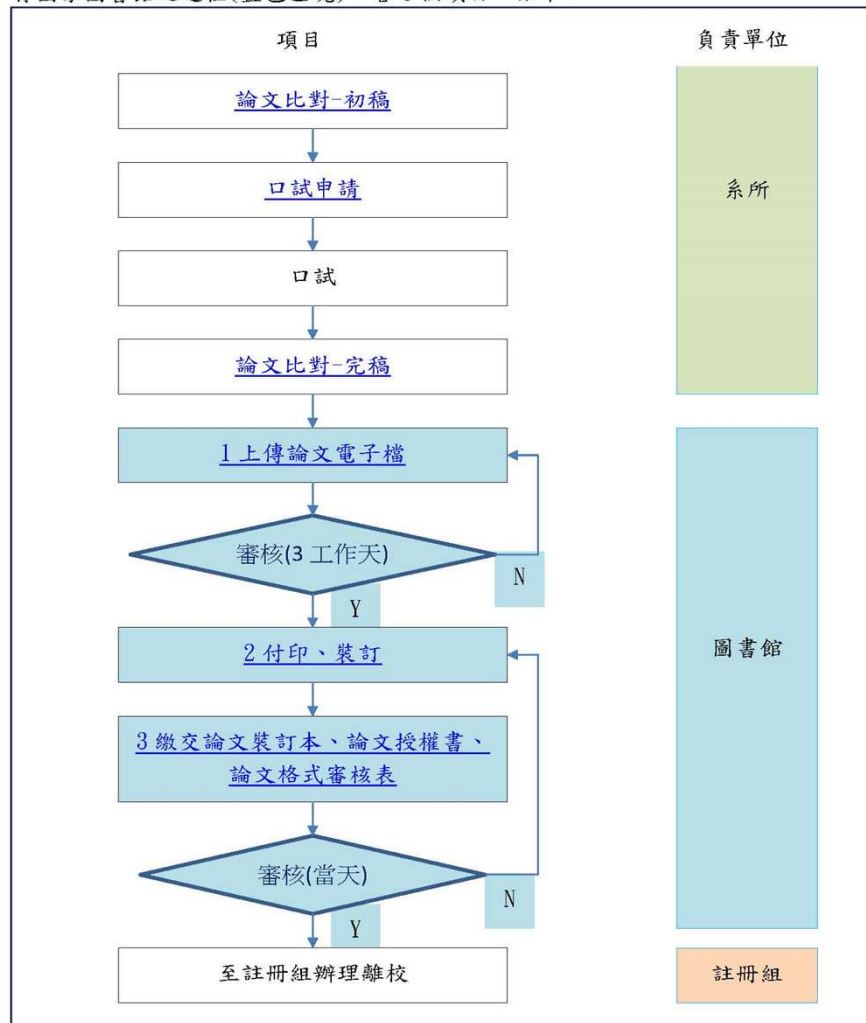 項目
負責單位
論文比對-初稿
口試申請
系所
口試
論文比對-完稿
1 上傳論文電子檔
審核(3 工作天)
N
Y
2 付印、裝訂
圖書館
3 繳交論文裝訂本、論文授權書、
論文格式審核表
審核(當天)
N
Y
至註冊組辦理離校
註冊組